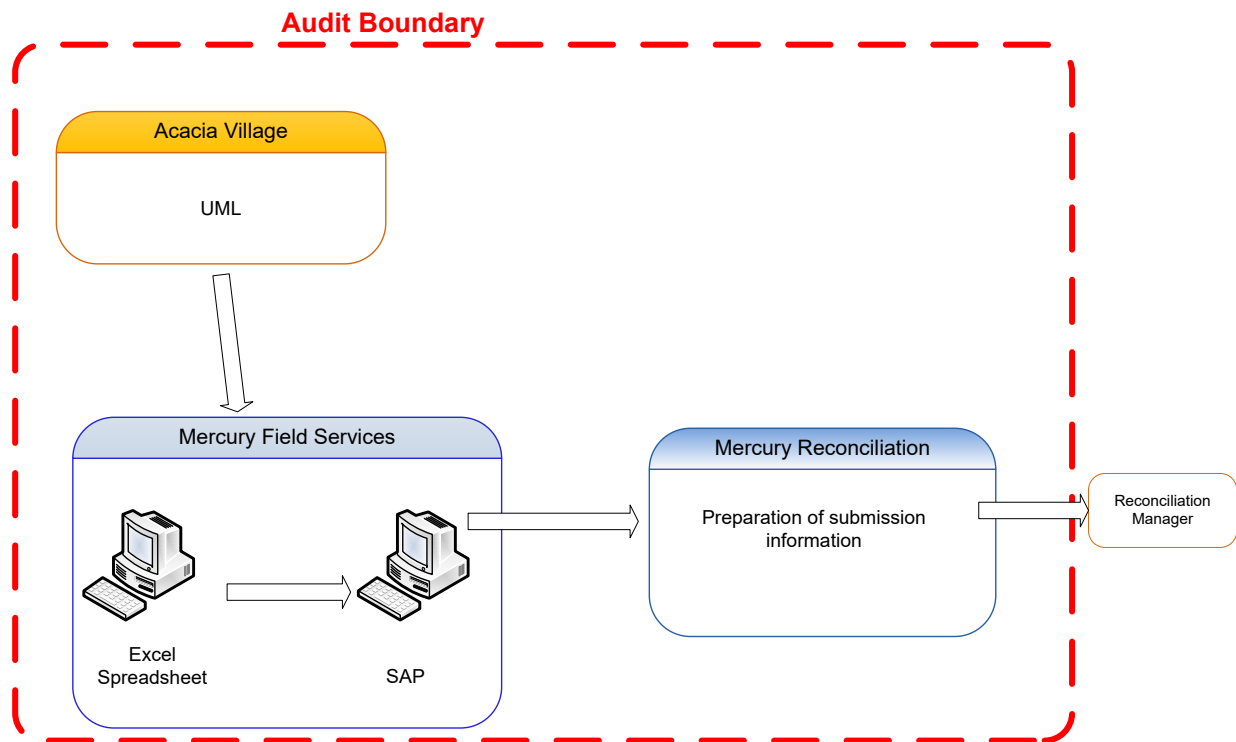 Audit Boundary
Acacia Village
UML
Mercury Field Services
Excel
Spreadsheet
SAP
Mercury Reconciliation
Preparation of submission
information
Reconciliation
Manager